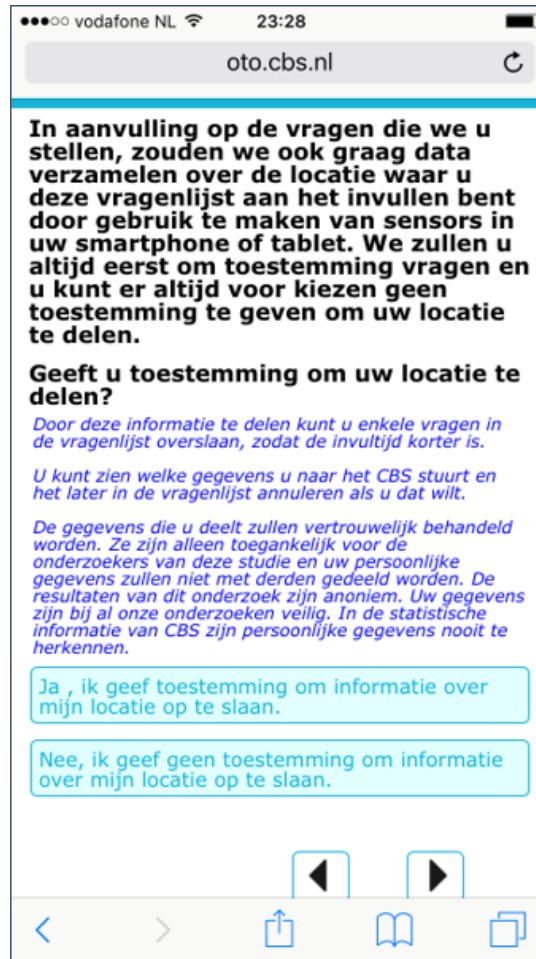 vodafone NL 23:28
oto.cbs.nl
In aanvulling op de vragen die we u
stellen, zouden we ook graag data
verzamelen over de locatie waar u
deze vragenlijst aan het invullen bent
door gebruik te maken van sensors in
uw smartphone of tablet. We zullen u
altijd eerst om toestemming vragen en
u kunt er altijd voor kiezen geen
toestemming te geven om uw locatie
te delen.
Geeft u toestemming om uw locatie te
delen?
Door deze informatie te delen kunt u enkele vragen in
de vragenlijst overslaan, zodat de invultijd korter is.
U kunt zien welke gegevens u naar het CBS stuurt en
het later in de vragenlijst annuleren als u dat wilt.
De gegevens die u deelt zullen vertrouwelijk behandeld
worden. Ze zijn alleen toegankelijk voor de
onderzoekers van deze studie en uw persoonlijke
gegevens zullen niet met derden gedeeld worden. De
resultaten van dit onderzoek zijn anoniem. Uw gegevens
zijn bij al onze onderzoeken veilig. In de statistische
informatie van CBS zijn persoonlijke gegevens nooit te
herkennen.
Ja , ik geef toestemming om informatie over
mijn locatie op te slaan.
Nee, ik geef geen toestemming om informatie
over mijn locatie op te slaan.